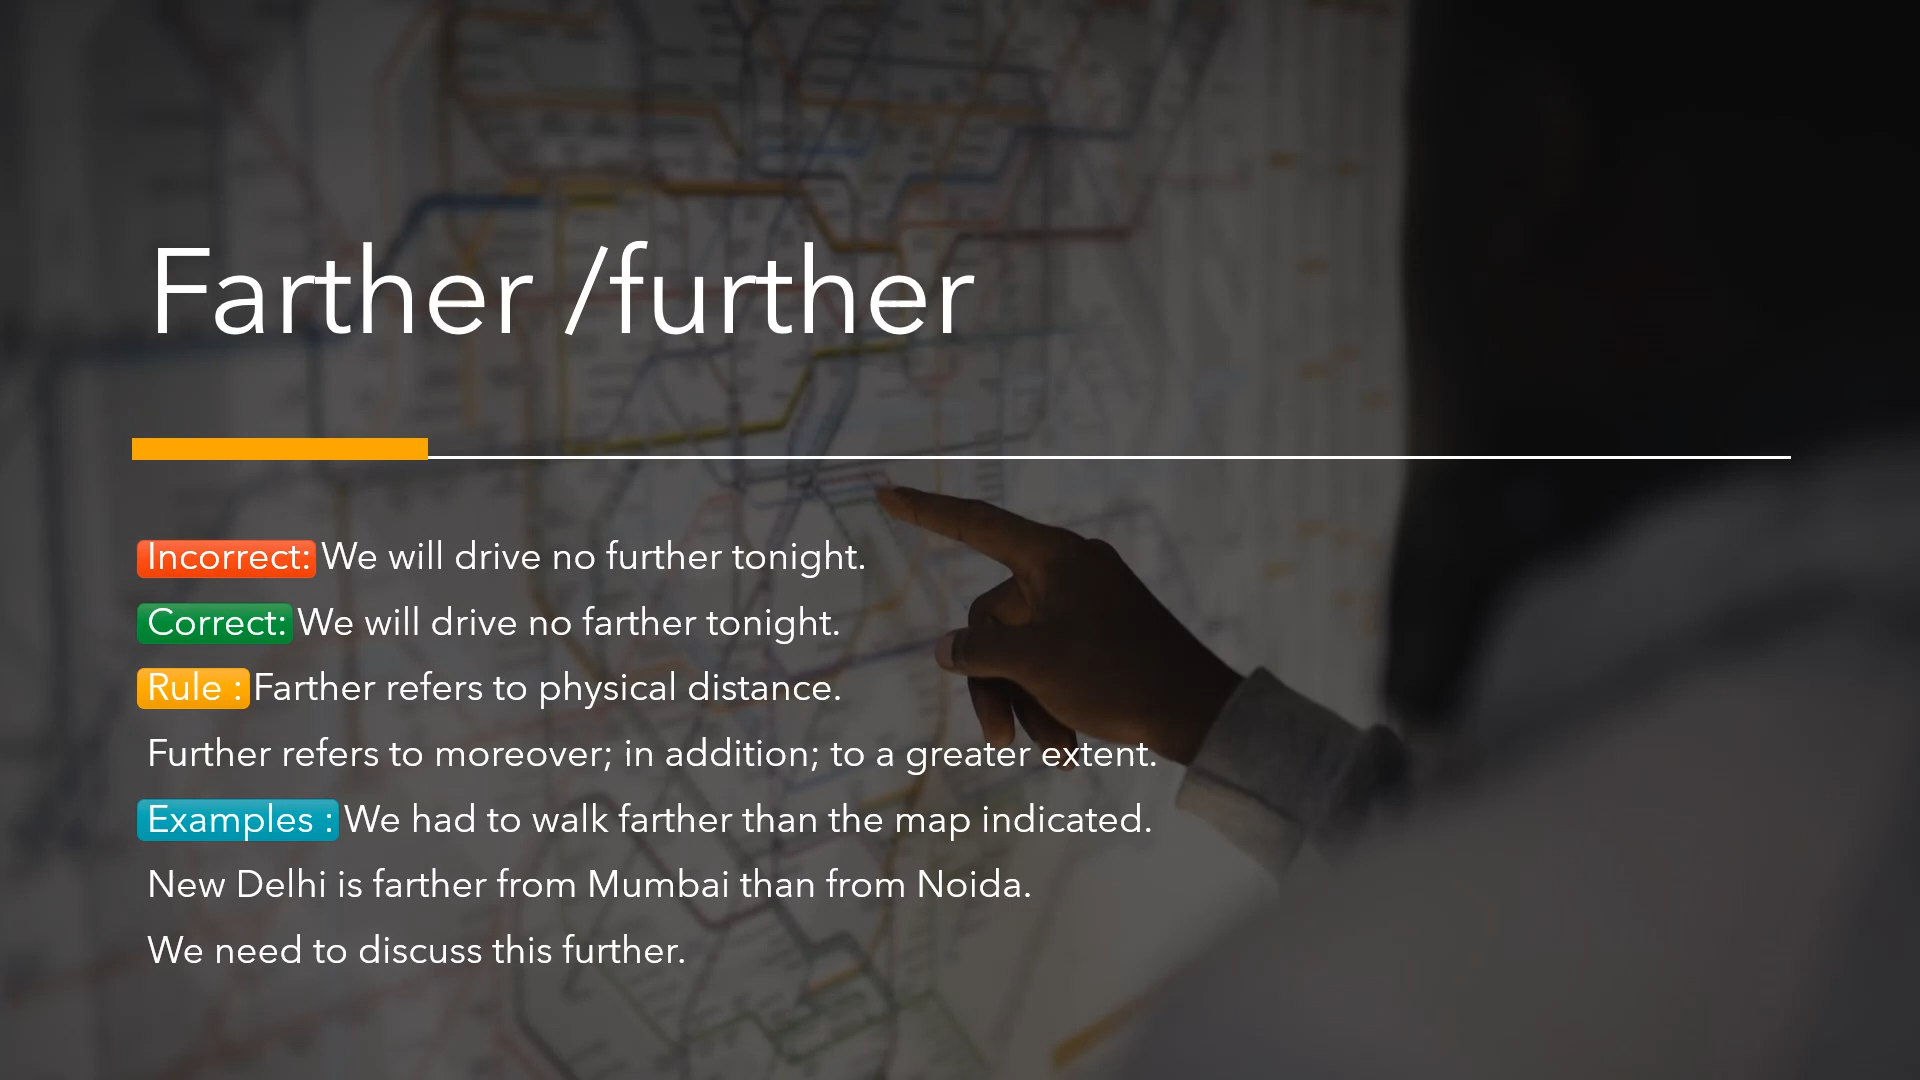 Farther /further
Incorrect: We will drive no further tonight.
Correct: We will drive no farther tonight.
Rule : Farther refers to physical distance.
Further refers to moreover; in addition; to a greater extent.
Examples : We had to walk farther than the map indicated.
New Delhi is farther from Mumbai than from Noida.
We need to discuss this further.